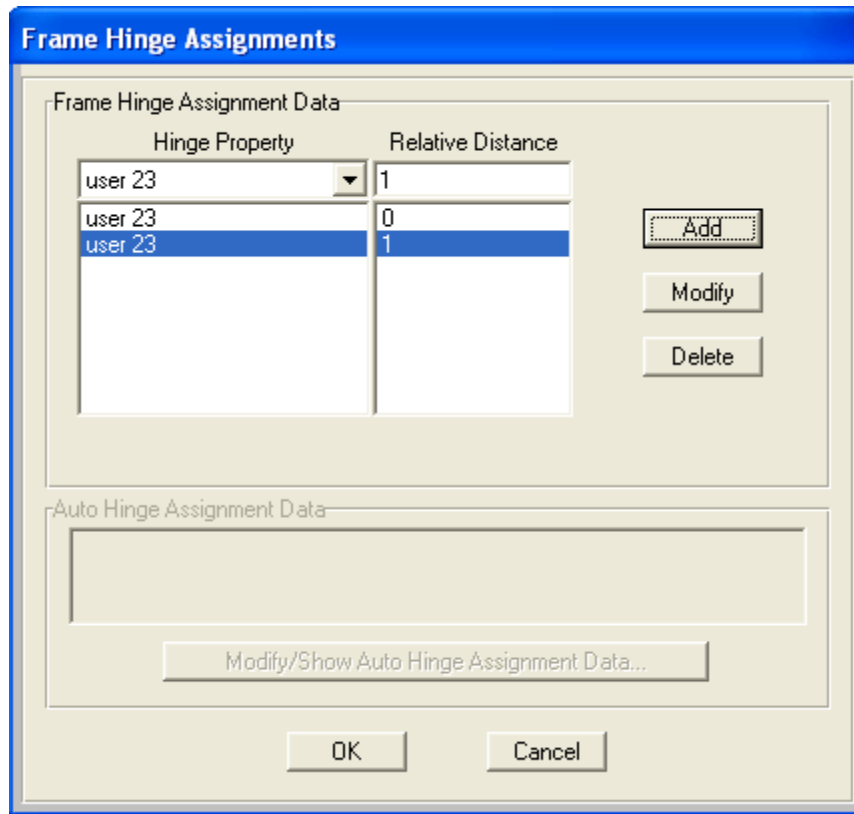 Frame Hinge Assignments
Frame Hinge Assignment Data
Hinge Property Relative Distance
user 23 1
user 23 0
user 23 1
Add
Modify
Delete
Auto Hinge Assignment Data
Modify/Show Auto Hinge Assignment Data...
OK Cancel